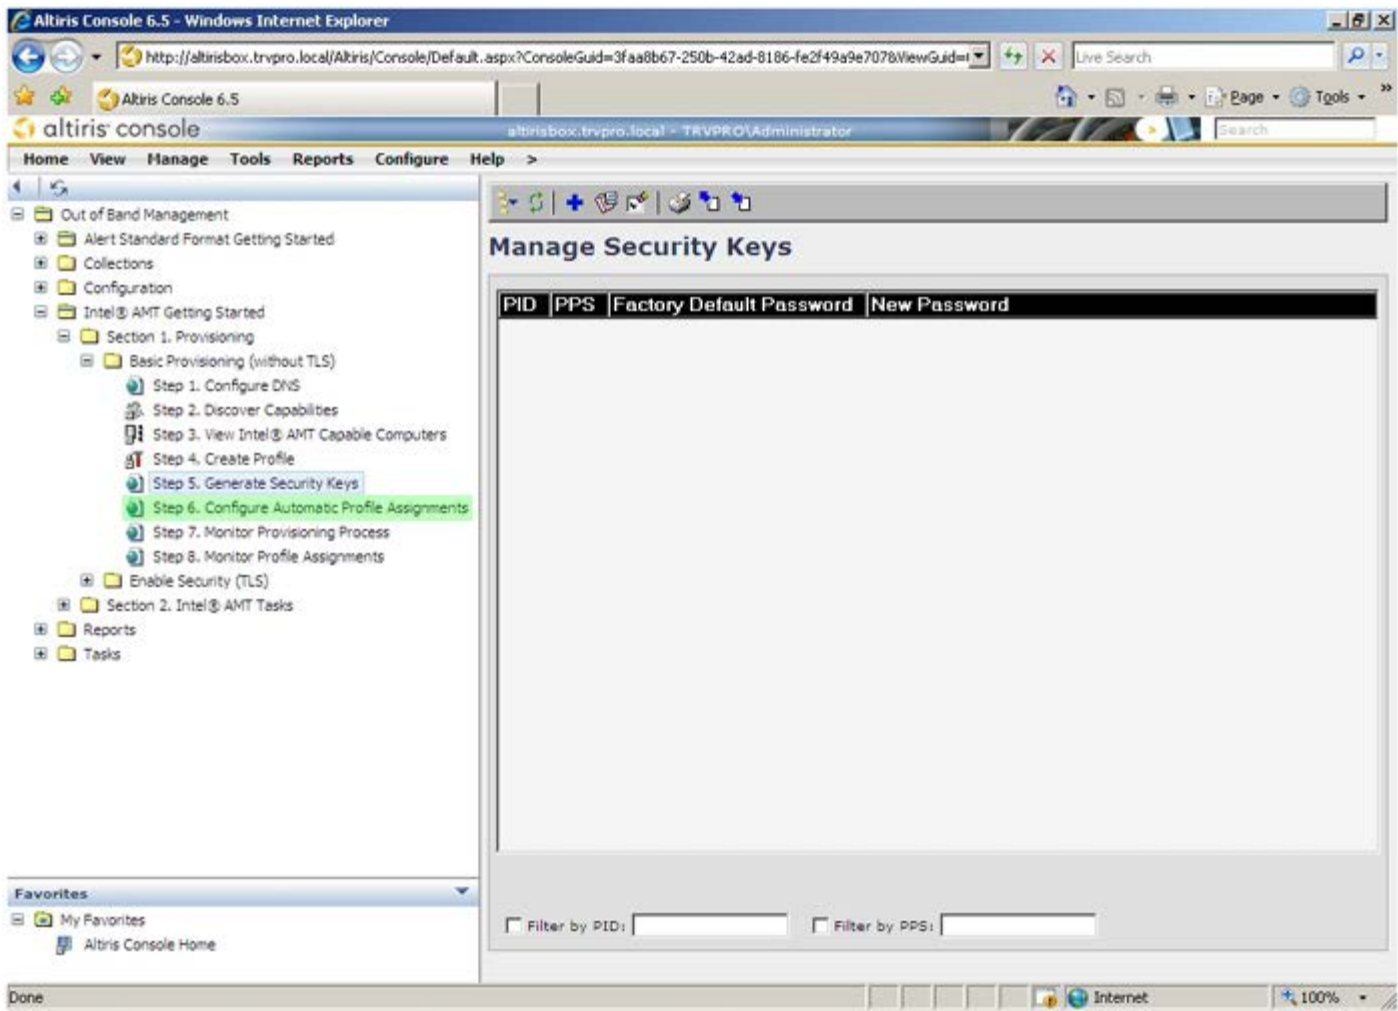 Altiris Console 6.5 - Windows Internet Explorer
http://altirisbox.trvpro.local/Altiris/Console/Default.aspx?ConsoleGuid=3faa8b67-250b-42ad-8186-fe2f49a9e707&ViewGuid=
Live Search
Altiris Console 6.5
Page
Tools
altiris console
altirisbox.trvpro.local - TRVPRO\Administrator
Search
Home View Manage Tools Reports Configure Help >
Out of Band Management
Alert Standard Format Getting Started
Collections
Configuration
Intel® AMT Getting Started
Section 1. Provisioning
Basic Provisioning (without TLS)
Step 1. Configure DNS
Step 2. Discover Capabilities
Step 3. View Intel® AMT Capable Computers
Step 4. Create Profile
Step 5. Generate Security Keys
Step 6. Configure Automatic Profile Assignments
Step 7. Monitor Provisioning Process
Step 8. Monitor Profile Assignments
Enable Security (TLS)
Section 2. Intel® AMT Tasks
Reports
Tasks
Manage Security Keys
PID PPS Factory Default Password New Password
Favorites
My Favorites
Altris Console Home
Filter by PID:
Filter by PPS:
Done
Internet
100%